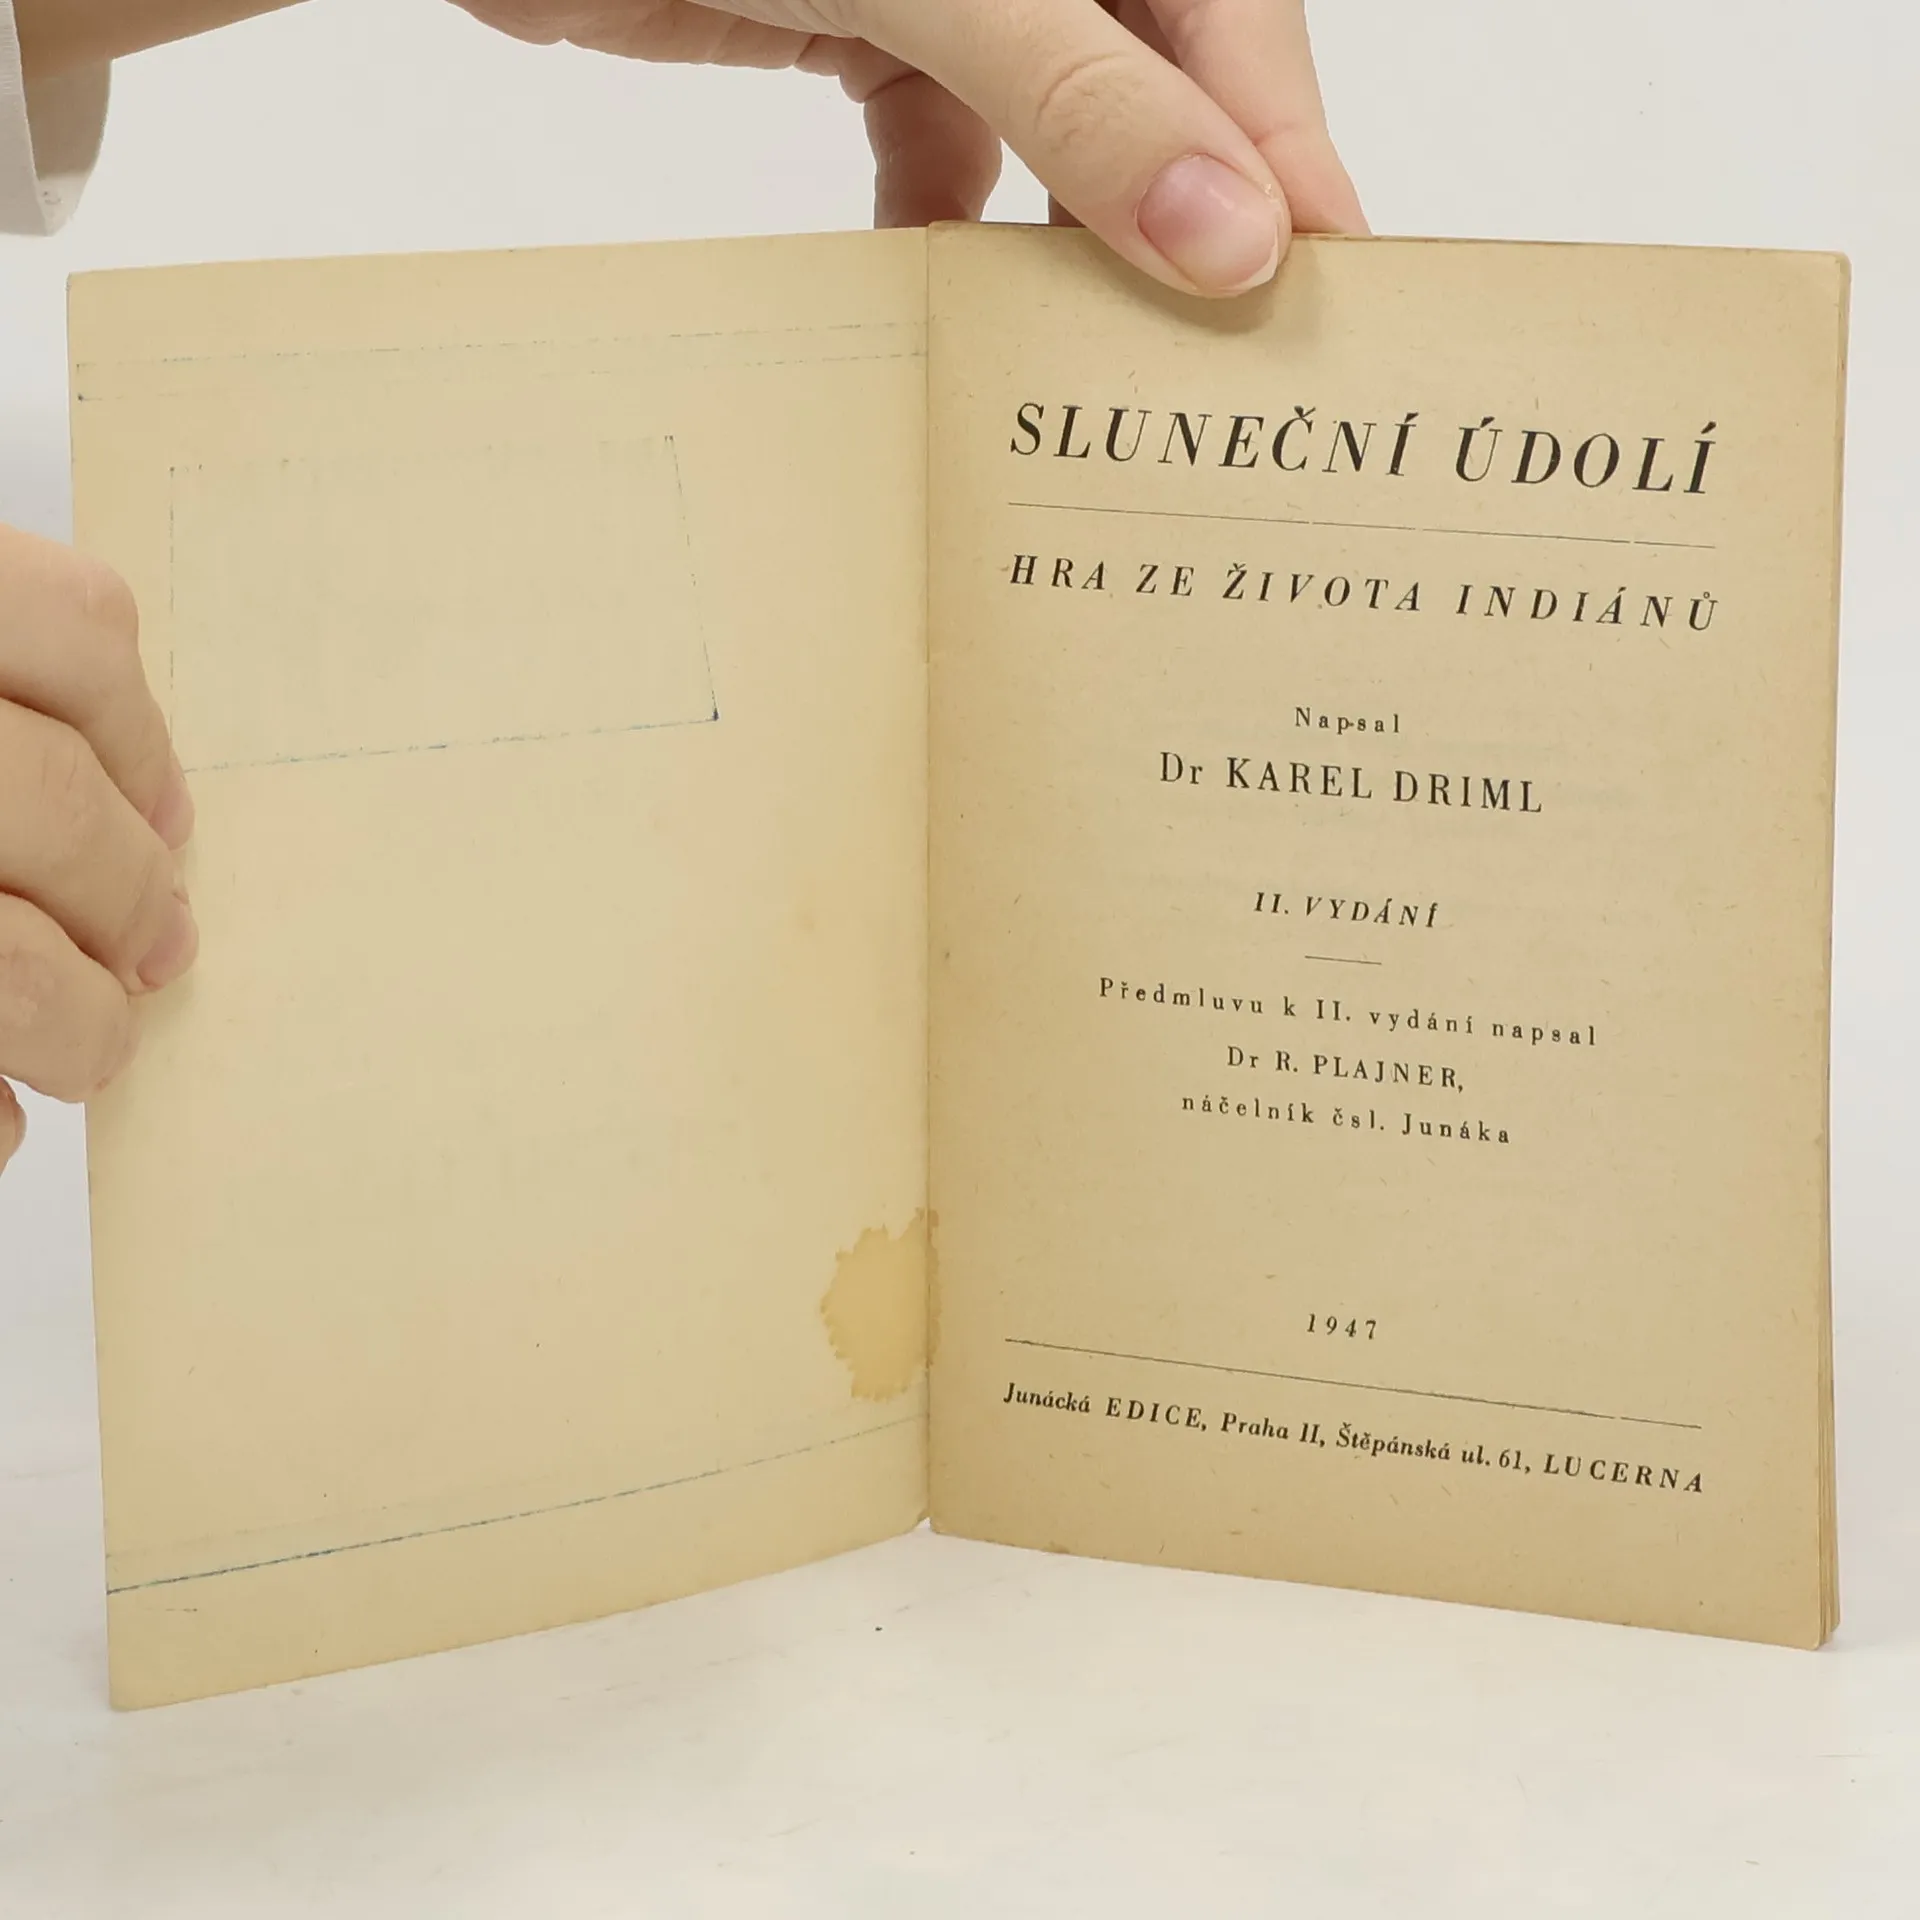 SLUNEČNÍ ÚDOLÍ
HRA ZE ŽIVOTA INDIÁNŮ
Napsal
Dr KAREL DRIML
II. VYDÁNÍ
Předmluvu k II. vydání napsal
Dr R. PLAJNER,
náčelník čsl. Junáka
1947
Junácká EDICE, Praha II, Štěpánská ul. 61, LUCERNA